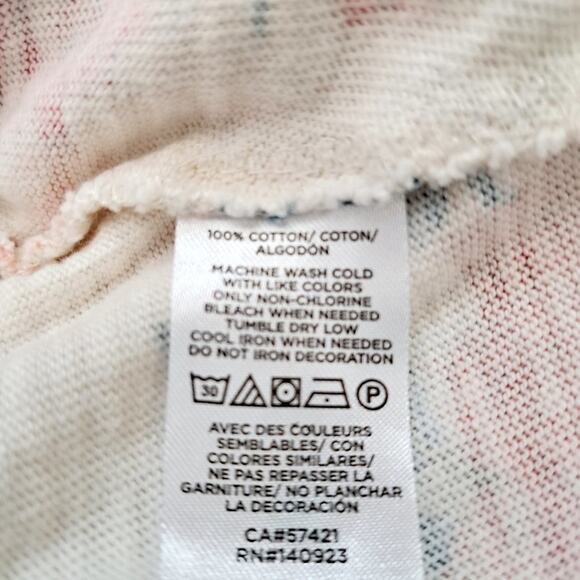 100% COTTON/ COTON/
ALGODÓN
MACHINE WASH COLD
WITH LIKE COLORS
ONLY NON-CHLORINE
BLEACH WHEN NEEDED
TUMBLE DRY LOW
COOL IRON WHEN NEEDED
DO NOT IRON DECORATION
30 P
AVEC DES COULEURS
SEMBLABLES/ CON
COLORES SIMILARES/
NE PAS REPASSER LA
GARNITURE/ NO PLANCHAR
LA DECORACIÓN
CA#57421
RN#140923